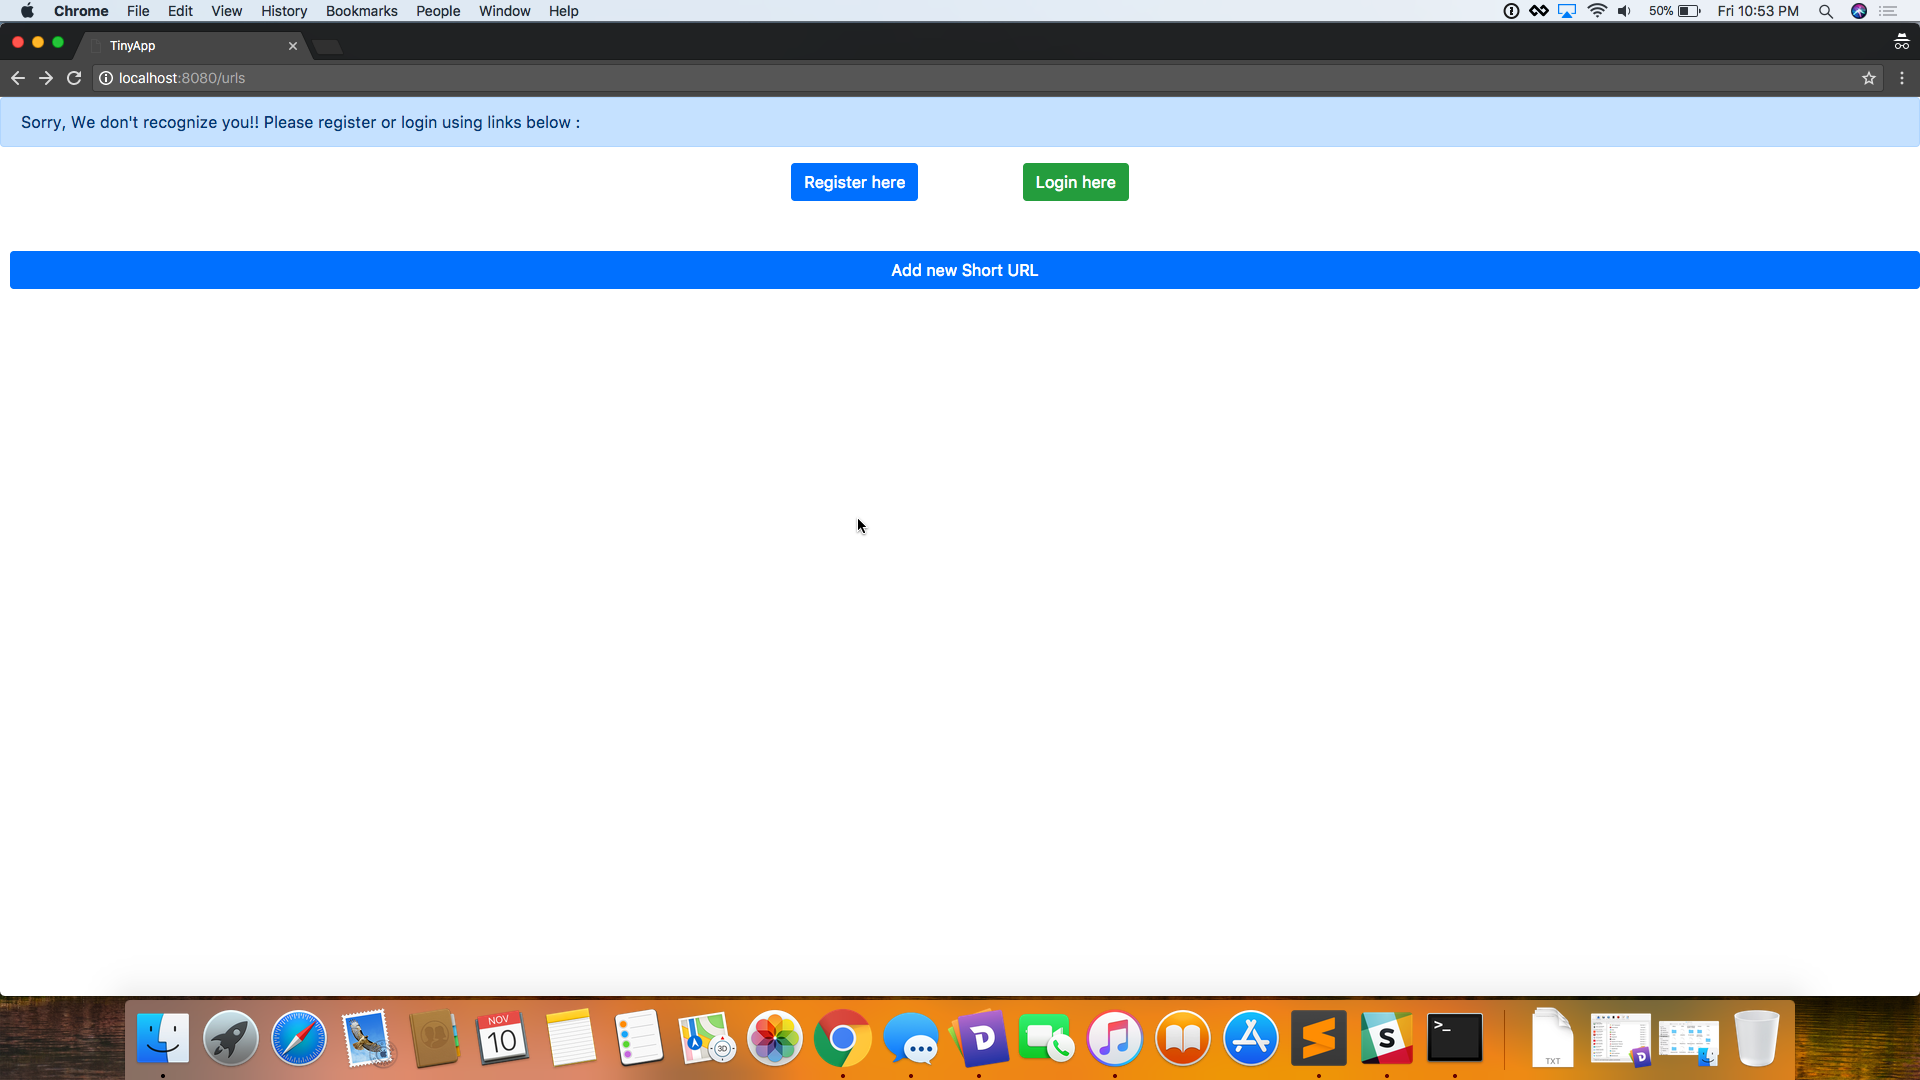 Chrome File Edit View History Bookmarks People Window Help 50% Fri 10:53 PM
TinyApp
localhost:8080/urls
Sorry, We don't recognize you!! Please register or login using links below :
Register here Login here
Add new Short URL
NOV
10
3D
D
S
>_
TXT